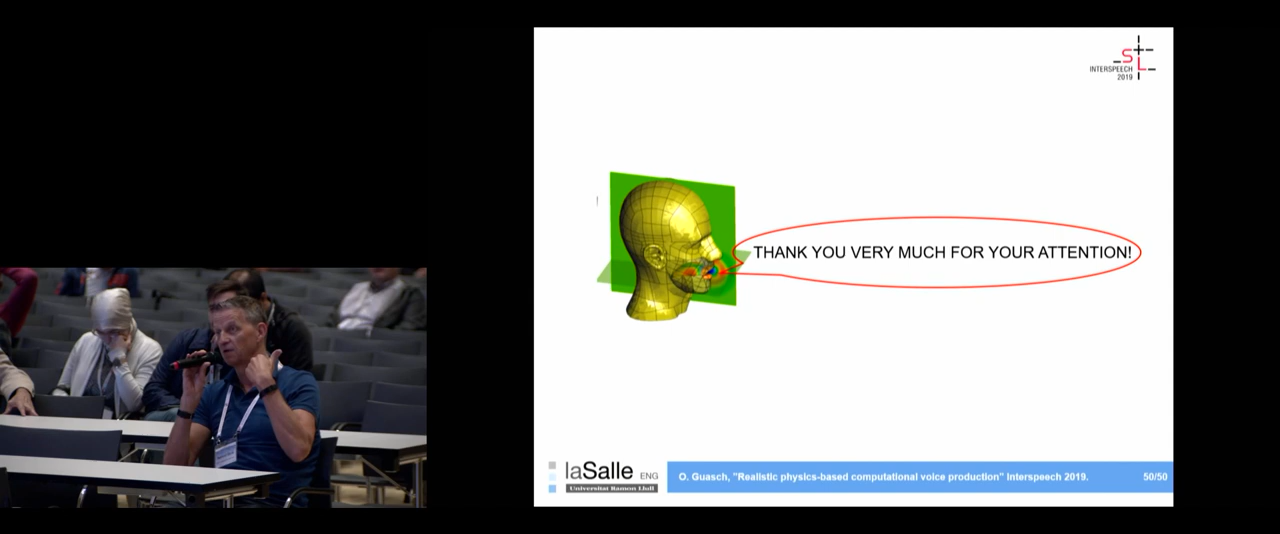 INTERSPEECH
2019
THANK YOU VERY MUCH FOR YOUR ATTENTION!
laSalle ENG
Universitat Ramon Llull
O. Guasch, "Realistic physics-based computational voice production" Interspeech 2019.
50/50